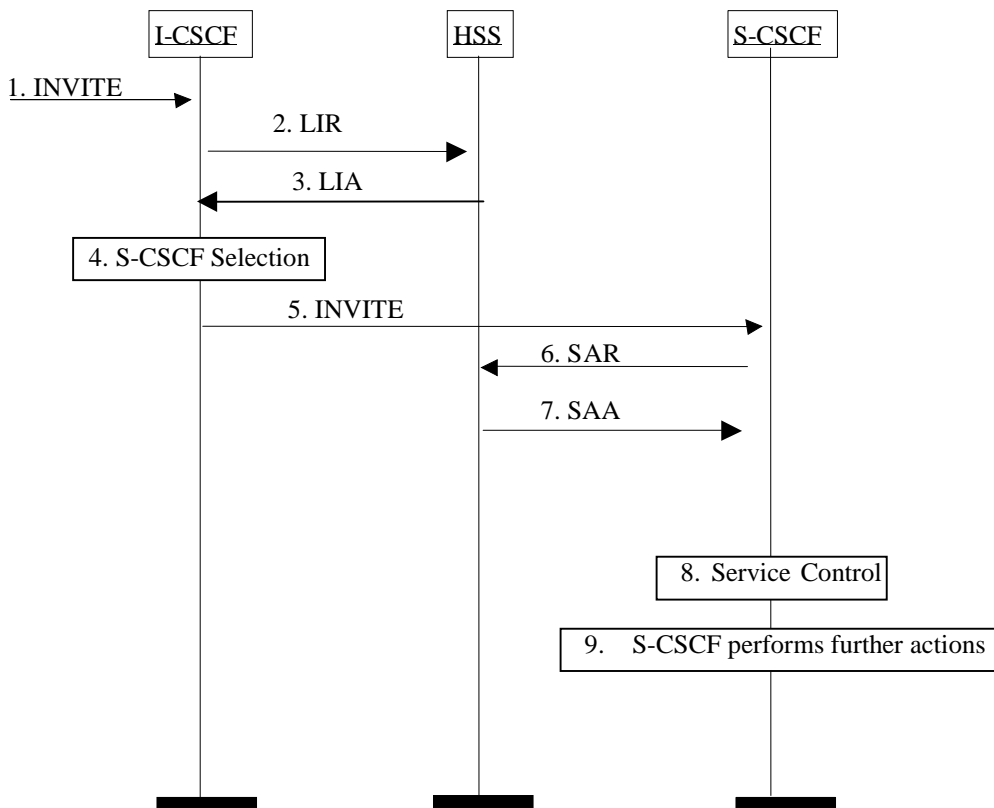 I-CSCF
HSS
S-CSCF
1. INVITE
2. LIR
3. LIA
4. S-CSCF Selection
5. INVITE
6. SAR
7. SAA
8. Service Control
9. S-CSCF performs further actions